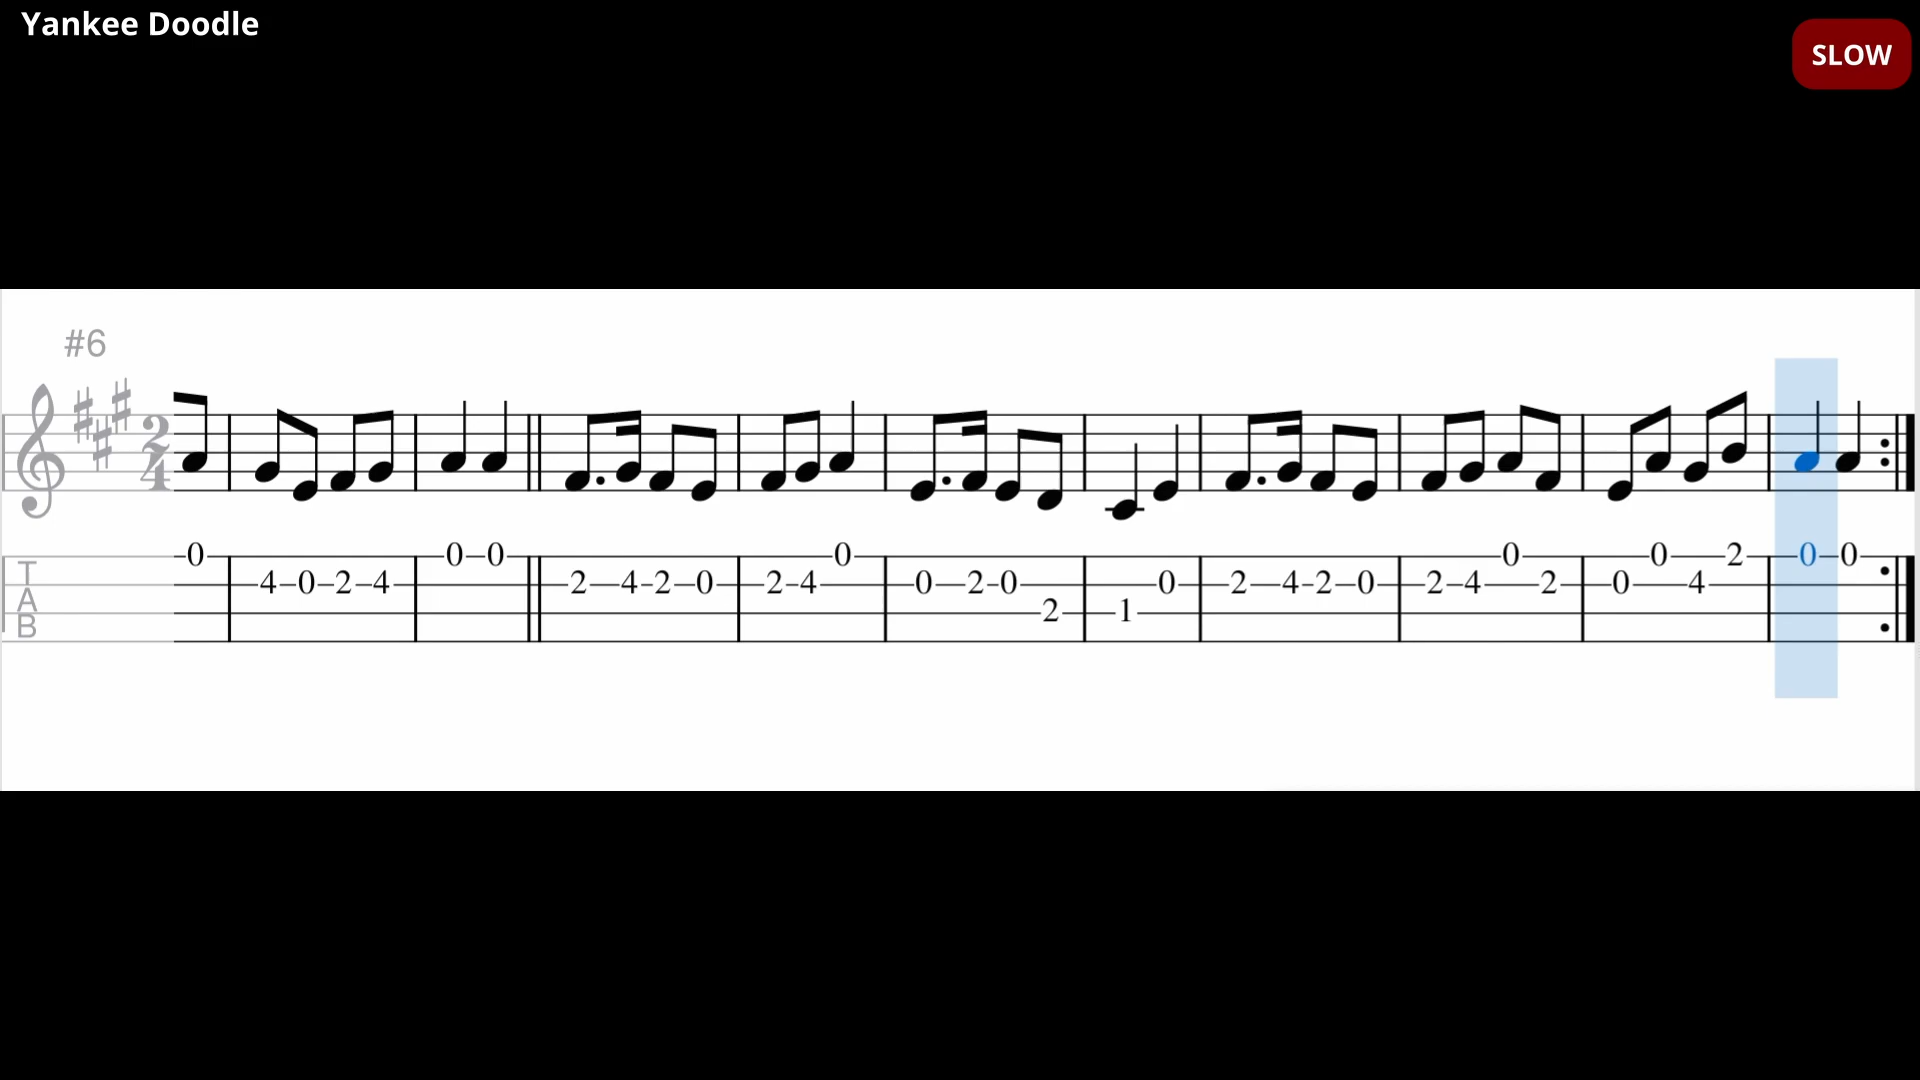 Yankee Doodle
SLOW
#6
2
4
T
A
B
0 0 0 0 0 0 2 0 0
4 0 2 4 2 4 2 0 2 4 0 2 0 0 2 4 2 0 2 4 2 0 4
2 1